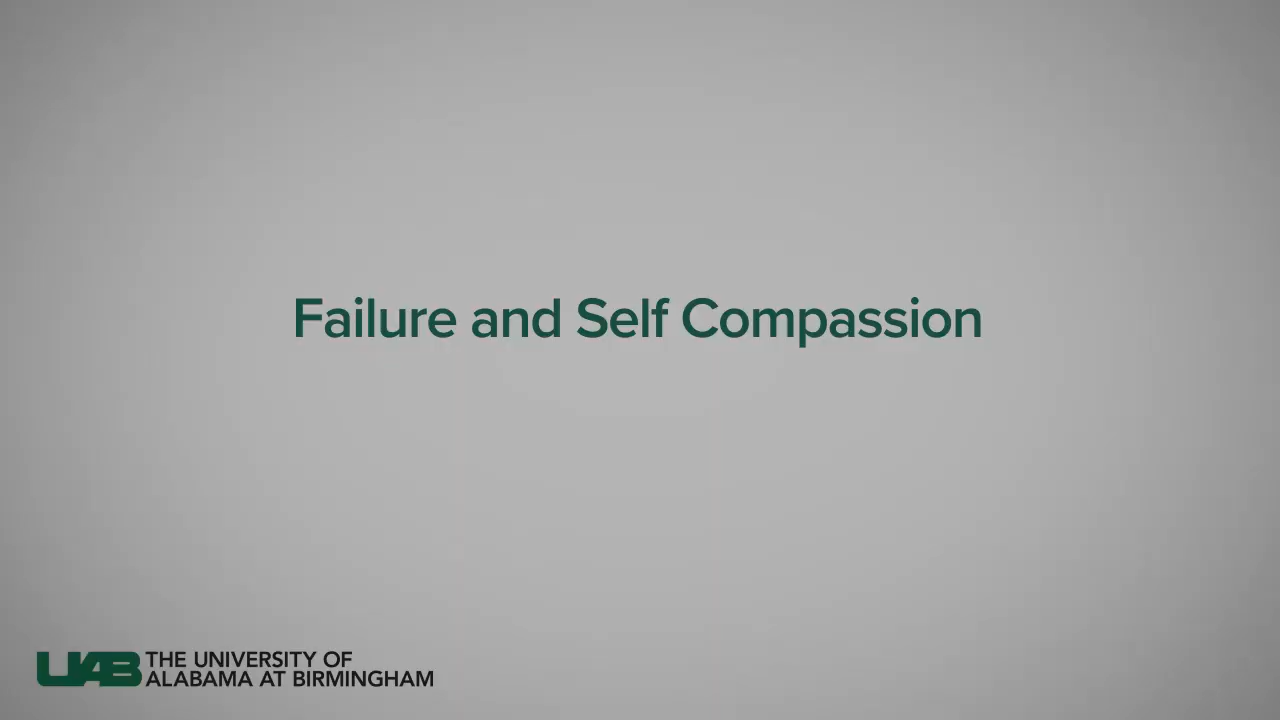 Failure and Self Compassion
UAB THE UNIVERSITY OF
ALABAMA AT BIRMINGHAM